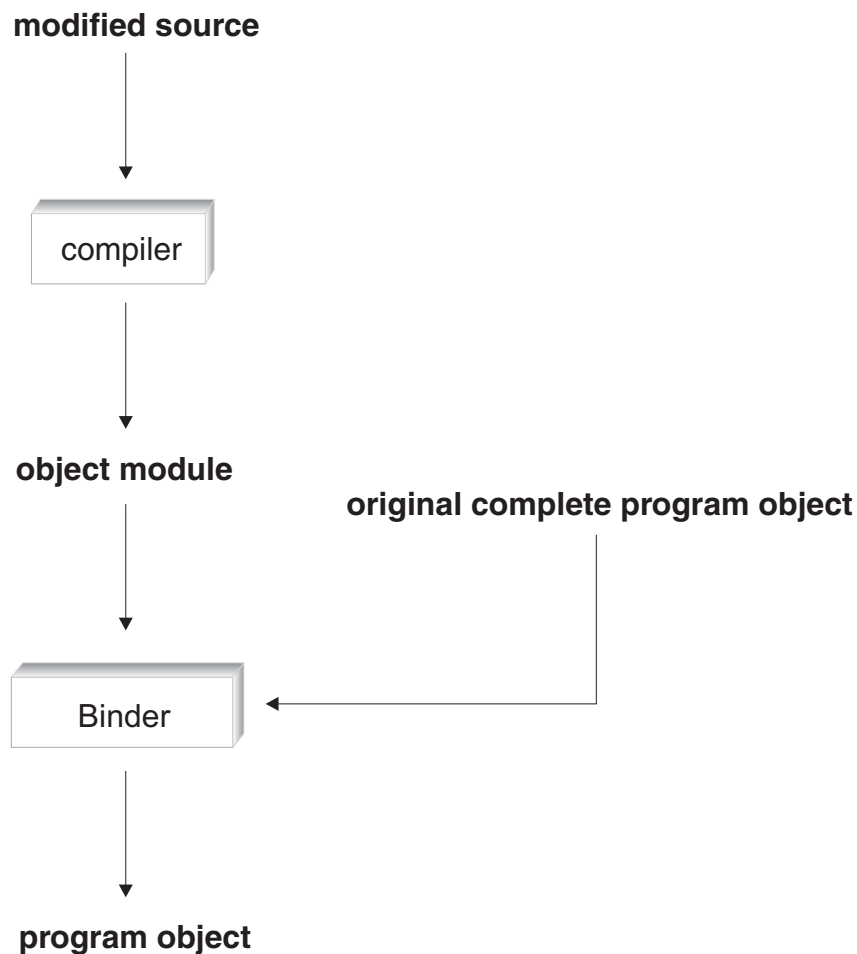 modified source
compiler
object module
original complete program object
Binder
program object